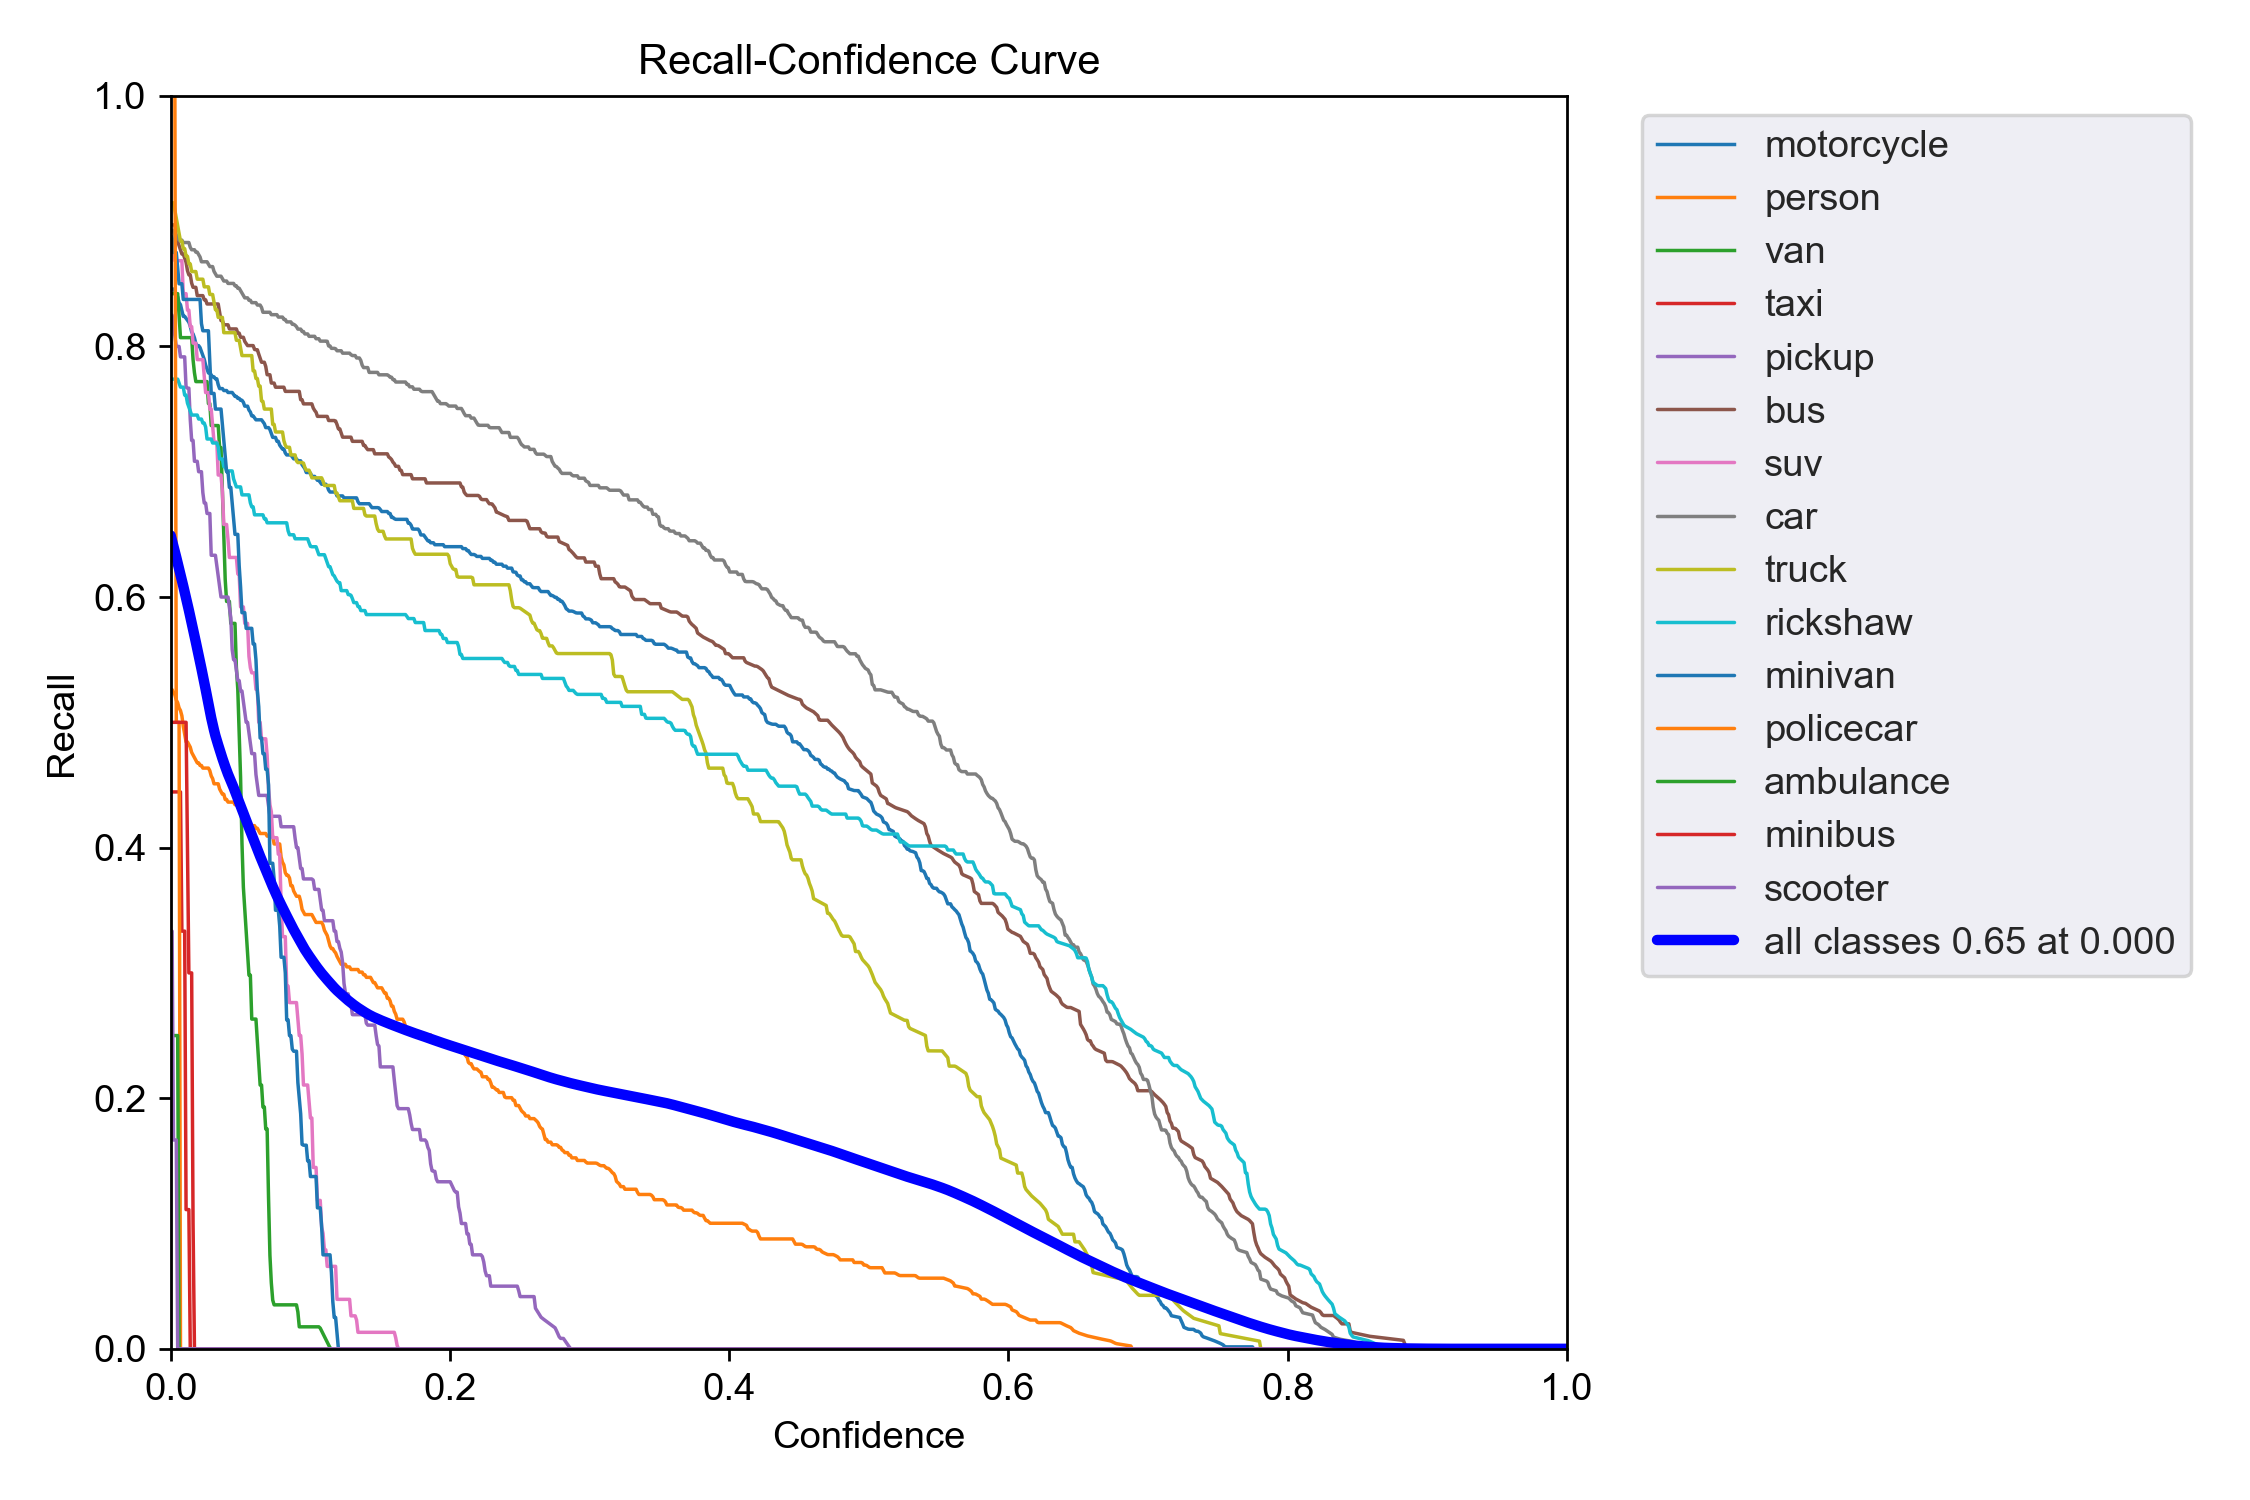 Recall-Confidence Curve
1.0
0.8
0.6
0.4
0.2
0.0
Recall
0.0 0.2 0.4 0.6 0.8 1.0
Confidence
motorcycle
person
van
taxi
pickup
bus
suv
car
truck
rickshaw
minivan
policecar
ambulance
minibus
scooter
all classes 0.65 at 0.000